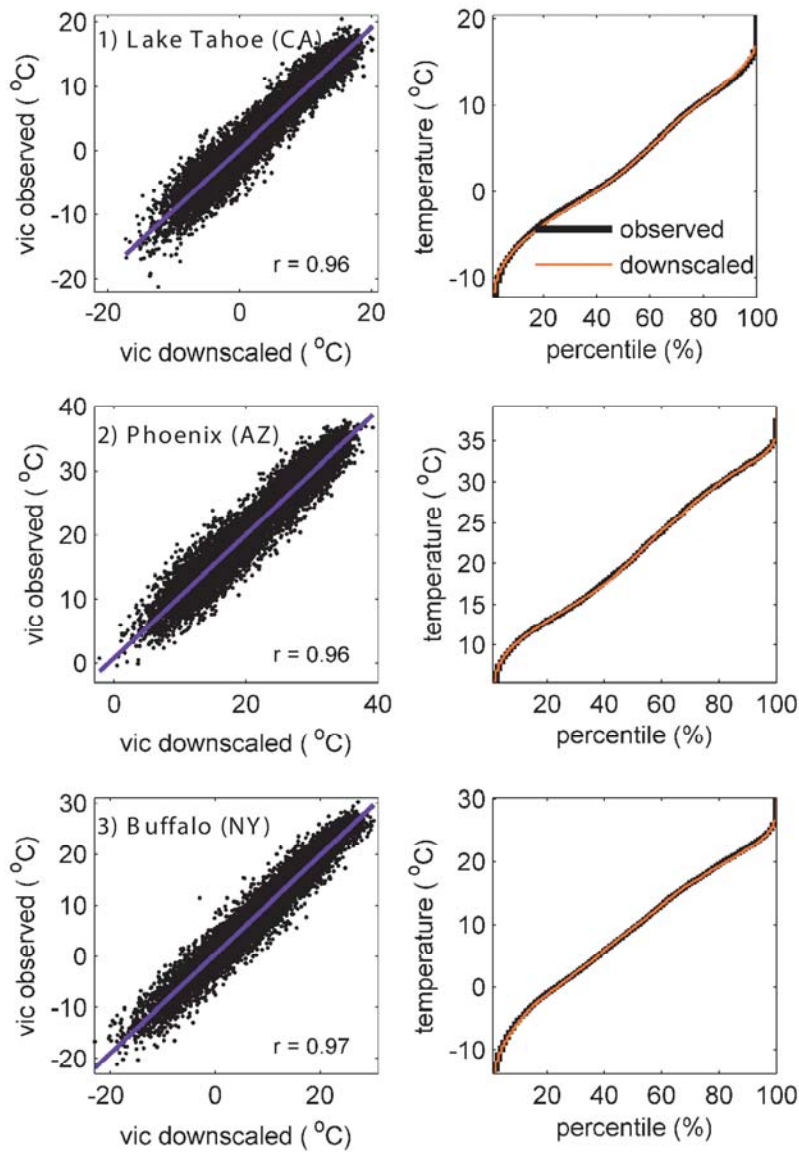 1) Lake Tahoe (CA)
vic observed ( °C)
20
10
0
-10
-20
r = 0.96
-20
0
20
vic downscaled ( °C)
temperature ( °C)
20
10
0
-10
observed
downscaled
20
40
60
80
100
percentile (%)
2) Phoenix (AZ)
vic observed ( °C)
40
30
20
10
0
r = 0.96
0
20
40
vic downscaled ( °C)
temperature ( °C)
35
30
25
20
15
10
20
40
60
80
100
percentile (%)
3) Buffalo (NY)
vic observed ( °C)
30
20
10
0
-10
-20
r = 0.97
-20
0
20
vic downscaled ( °C)
temperature ( °C)
30
20
10
0
-10
20
40
60
80
100
percentile (%)